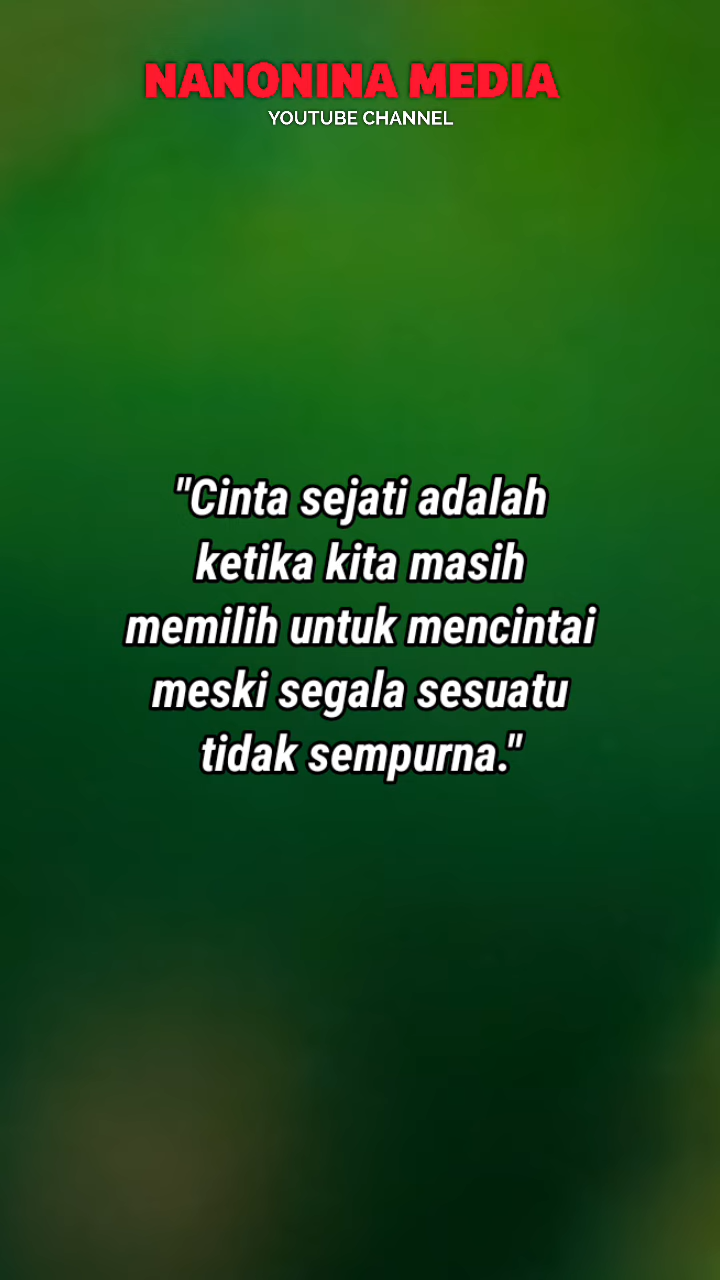 NANONINA MEDIA
YOUTUBE CHANNEL
"Cinta sejati adalah
ketika kita masih
memilih untuk mencintai
meski segala sesuatu
tidak sempurna."